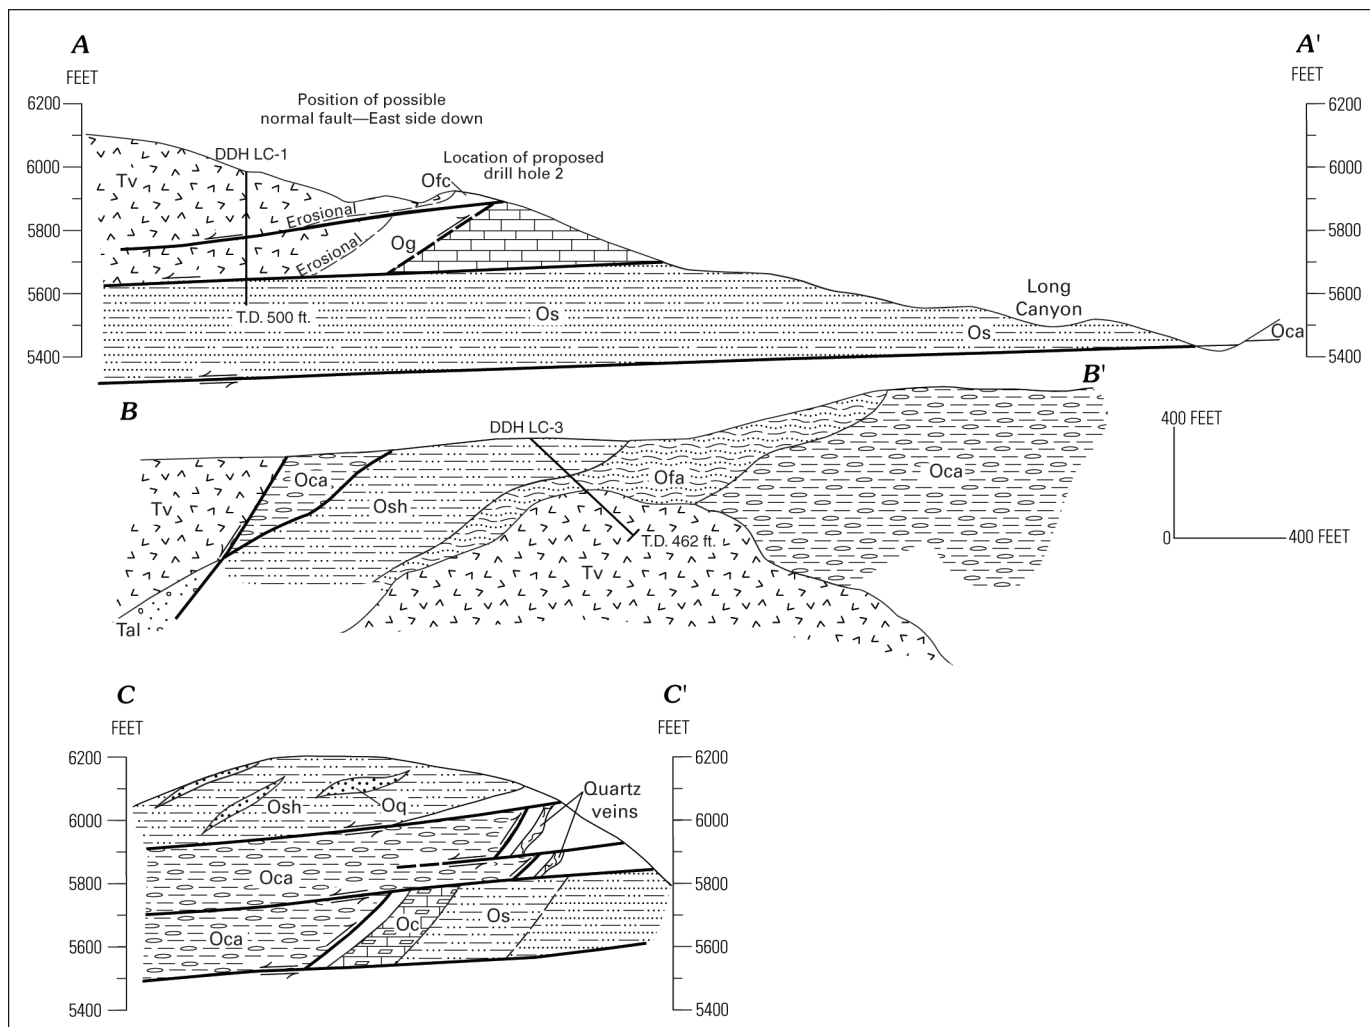 A
A'
FEET
FEET
6200
6200
Position of possible
normal fault—East side down
DDH LC-1
Location of proposed
drill hole 2
6000
6000
Tv
Ofc
Erosional
5800
5800
Erosional
Og
5600
5600
T.D. 500 ft.
Os
Long
Canyon
Os
Oca
5400
5400
B
B'
DDH LC-3
400 FEET
Oca
Ofa
Oca
Tv
Osh
T.D. 462 ft.
0
400 FEET
Tv
Tal
C
C'
FEET
FEET
6200
6200
Quartz
veins
Osh
Oq
6000
6000
Oca
5800
5800
Oc
Os
Oca
5600
5600
5400
5400